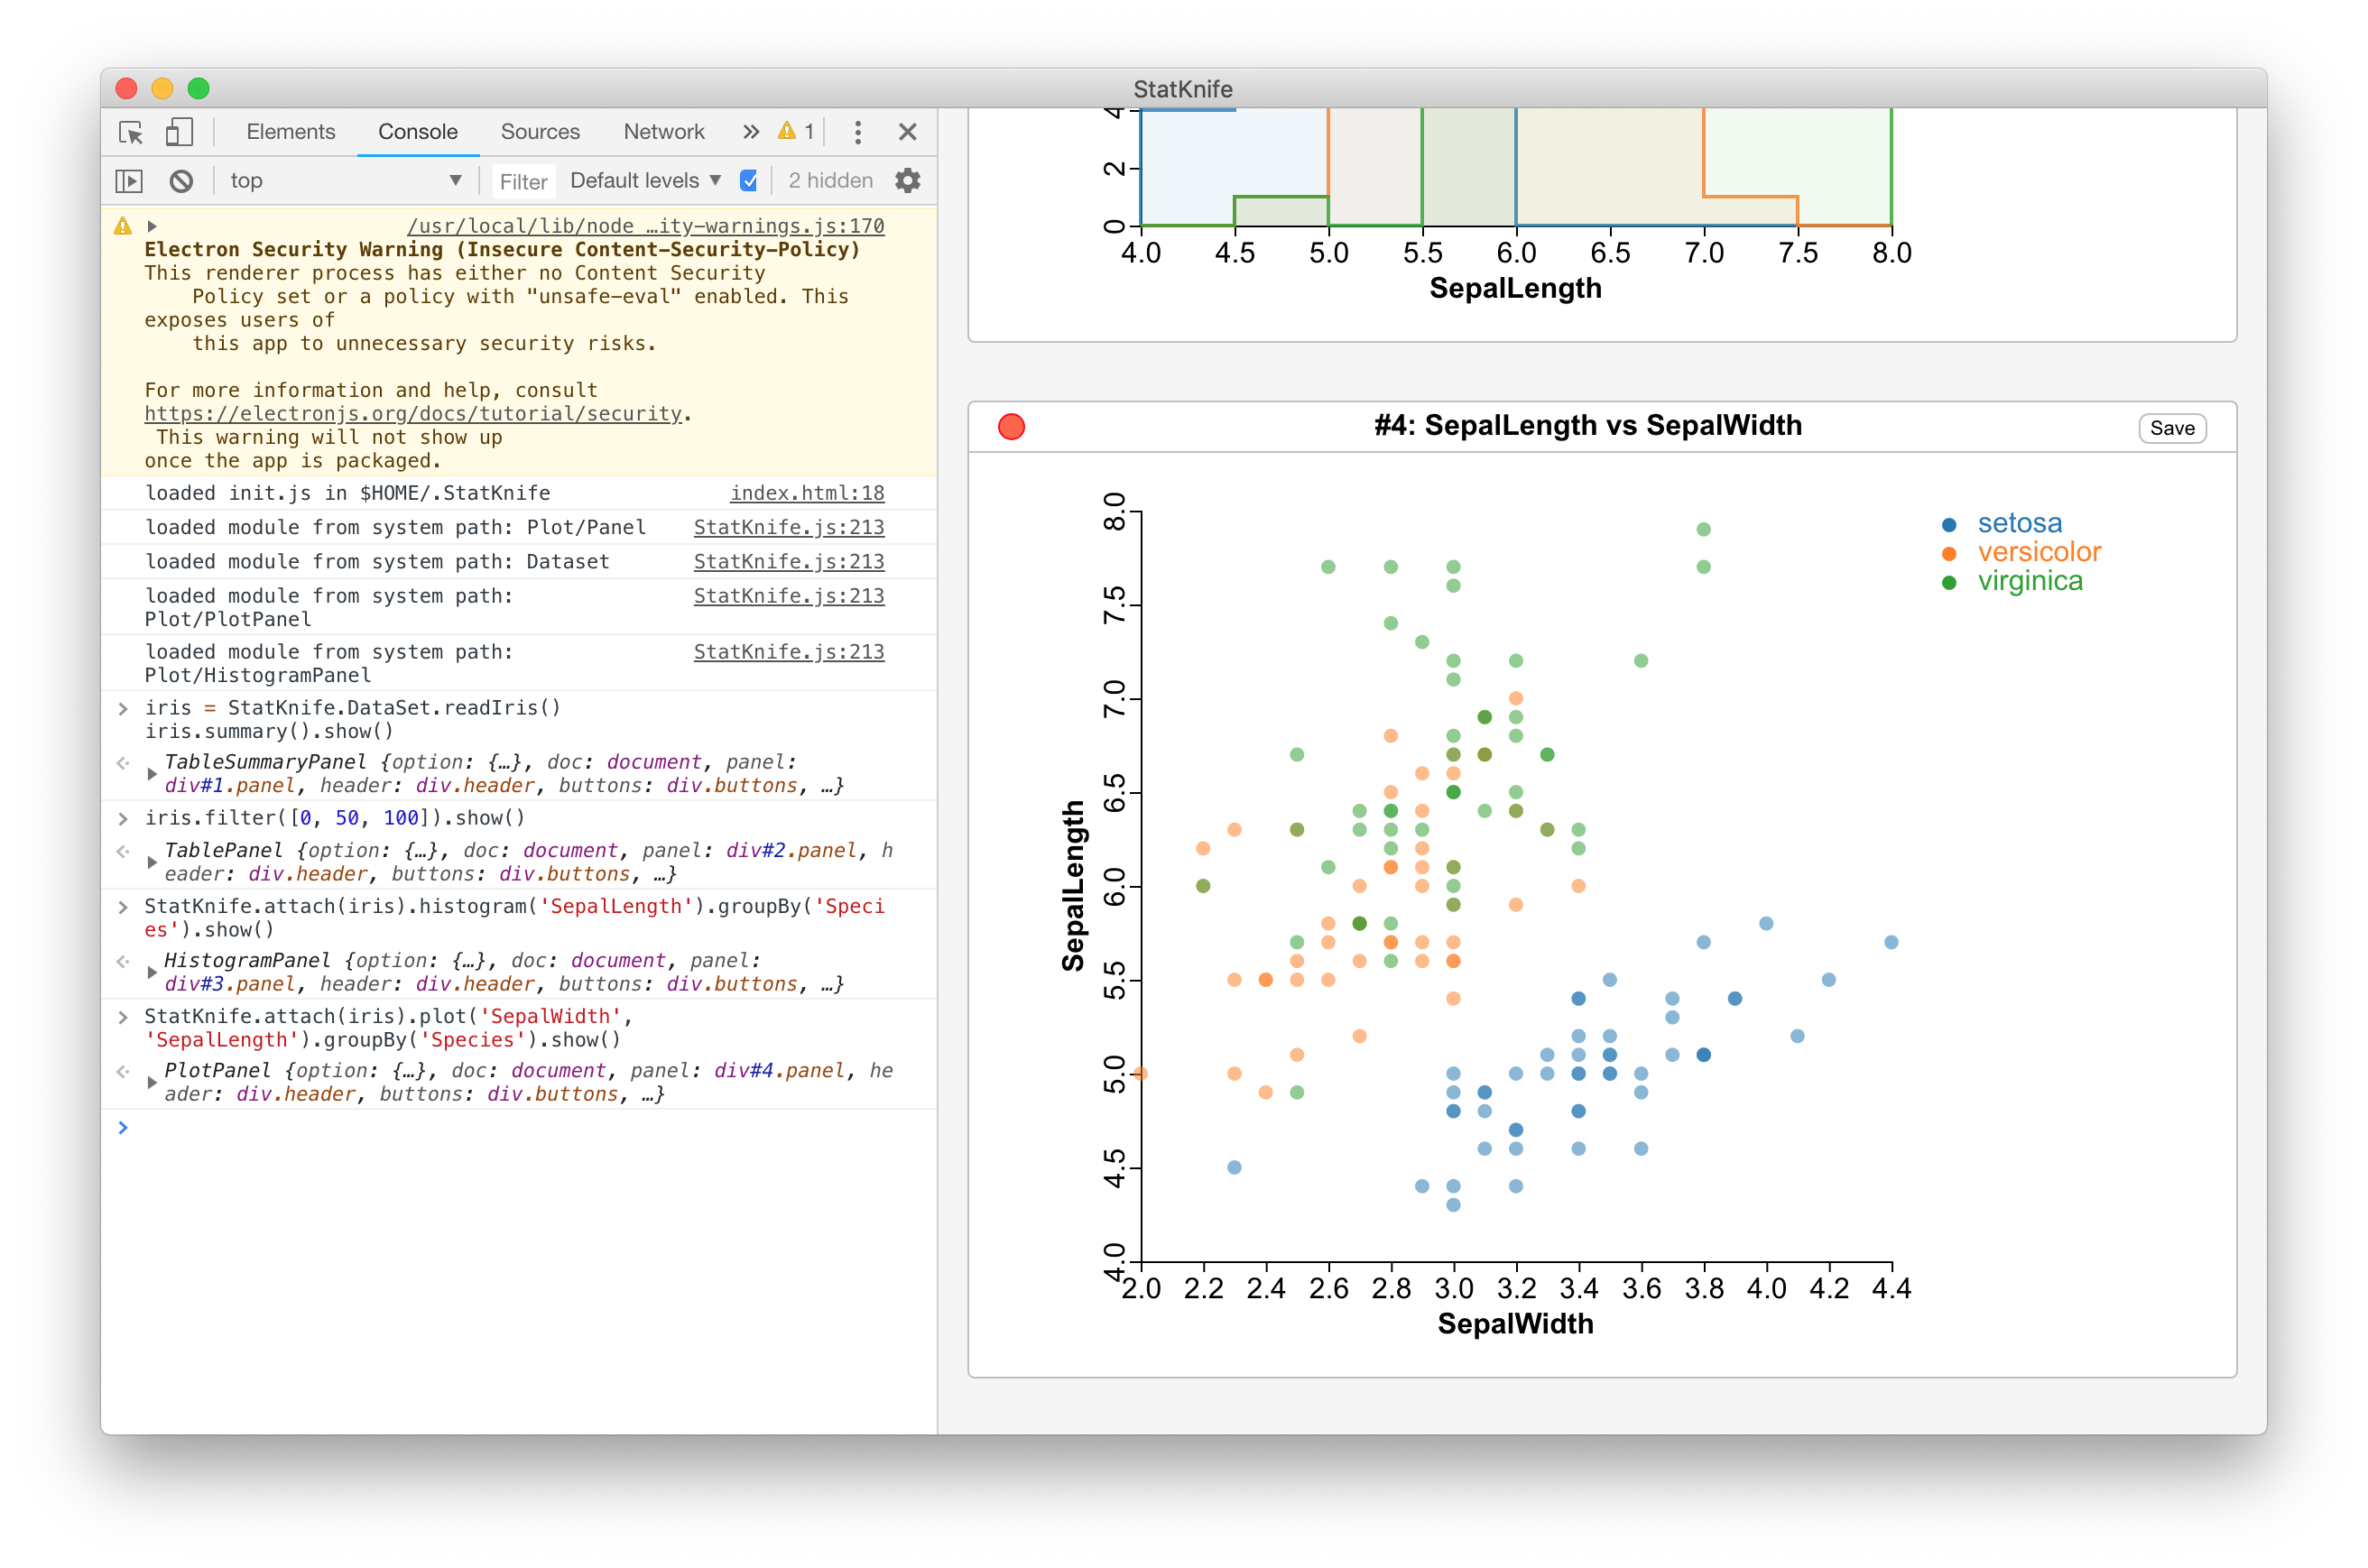 StatKnife
Elements Console Sources Network » 1
top Filter Default levels 2 hidden
/usr/local/lib/node …ity-warnings.js:170
Electron Security Warning (Insecure Content-Security-Policy)
This renderer process has either no Content Security
Policy set or a policy with "unsafe-eval" enabled. This
exposes users of
this app to unnecessary security risks.
For more information and help, consult
https://electronjs.org/docs/tutorial/security.
This warning will not show up
once the app is packaged.
loaded init.js in $HOME/.StatKnife index.html:18
loaded module from system path: Plot/Panel StatKnife.js:213
loaded module from system path: Dataset StatKnife.js:213
loaded module from system path: StatKnife.js:213
Plot/PlotPanel
loaded module from system path: StatKnife.js:213
Plot/HistogramPanel
> iris = StatKnife.DataSet.readIris()
iris.summary().show()
TableSummaryPanel {option: {…}, doc: document, panel:
div#1.panel, header: div.header, buttons: div.buttons, …}
> iris.filter([0, 50, 100]).show()
TablePanel {option: {…}, doc: document, panel: div#2.panel, h
eader: div.header, buttons: div.buttons, …}
> StatKnife.attach(iris).histogram('SepalLength').groupBy('Speci
es').show()
HistogramPanel {option: {…}, doc: document, panel:
div#3.panel, header: div.header, buttons: div.buttons, …}
> StatKnife.attach(iris).plot('SepalWidth',
'SepalLength').groupBy('Species').show()
PlotPanel {option: {…}, doc: document, panel: div#4.panel, he
ader: div.header, buttons: div.buttons, …}
>
4
2
0
4.0 4.5 5.0 5.5 6.0 6.5 7.0 7.5 8.0
SepalLength
#4: SepalLength vs SepalWidth
Save
setosa
versicolor
virginica
8.0
7.5
7.0
6.5
6.0
5.5
5.0
4.5
4.0
SepalLength
2.0 2.2 2.4 2.6 2.8 3.0 3.2 3.4 3.6 3.8 4.0 4.2 4.4
SepalWidth